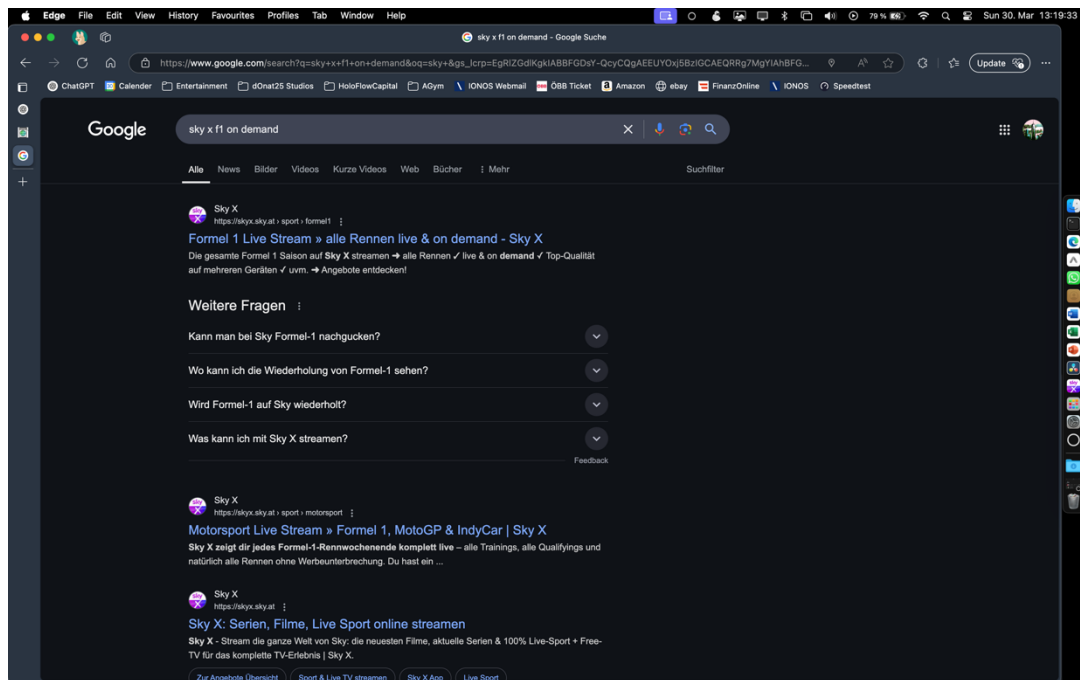 Edge File Edit View History Favourites Profiles Tab Window Help
79 % Sun 30. Mar 13:19:33
sky x f1 on demand - Google Suche
https://www.google.com/search?q=sky+x+f1+on+demand&oq=sky+&gs_lcrp=EgRlZGdlKgkIABBFGDsY-QcyCQgAEEUYOxj5BzIGCAEQRRg7MgYIAhBFG...
Update
ChatGPT Calender Entertainment dOnat25 Studios HoloFlowCapital AGym IONOS Webmail ÖBB Ticket Amazon ebay FinanzOnline IONOS Speedtest
Google
sky x f1 on demand
Alle News Bilder Videos Kurze Videos Web Bücher Mehr Suchfilter
Sky X
https://skyx.sky.at › sport › formel1
Formel 1 Live Stream » alle Rennen live & on demand - Sky X
Die gesamte Formel 1 Saison auf Sky X streamen ➔ alle Rennen ✓ live & on demand ✓ Top-Qualität
auf mehreren Geräten ✓ uvm. ➔ Angebote entdecken!
Weitere Fragen
Kann man bei Sky Formel-1 nachgucken?
Wo kann ich die Wiederholung von Formel-1 sehen?
Wird Formel-1 auf Sky wiederholt?
Was kann ich mit Sky X streamen?
Feedback
Sky X
https://skyx.sky.at › sport › motorsport
Motorsport Live Stream » Formel 1, MotoGP & IndyCar | Sky X
Sky X zeigt dir jedes Formel-1-Rennwochenende komplett live – alle Trainings, alle Qualifyings und
natürlich alle Rennen ohne Werbeunterbrechung. Du hast ein ...
Sky X
https://skyx.sky.at
Sky X: Serien, Filme, Live Sport online streamen
Sky X - Stream die ganze Welt von Sky: die neuesten Filme, aktuelle Serien & 100% Live-Sport + Free-
TV für das komplette TV-Erlebnis | Sky X.
Zur Angebote Übersicht Sport & Live TV streamen Sky X App Live Sport